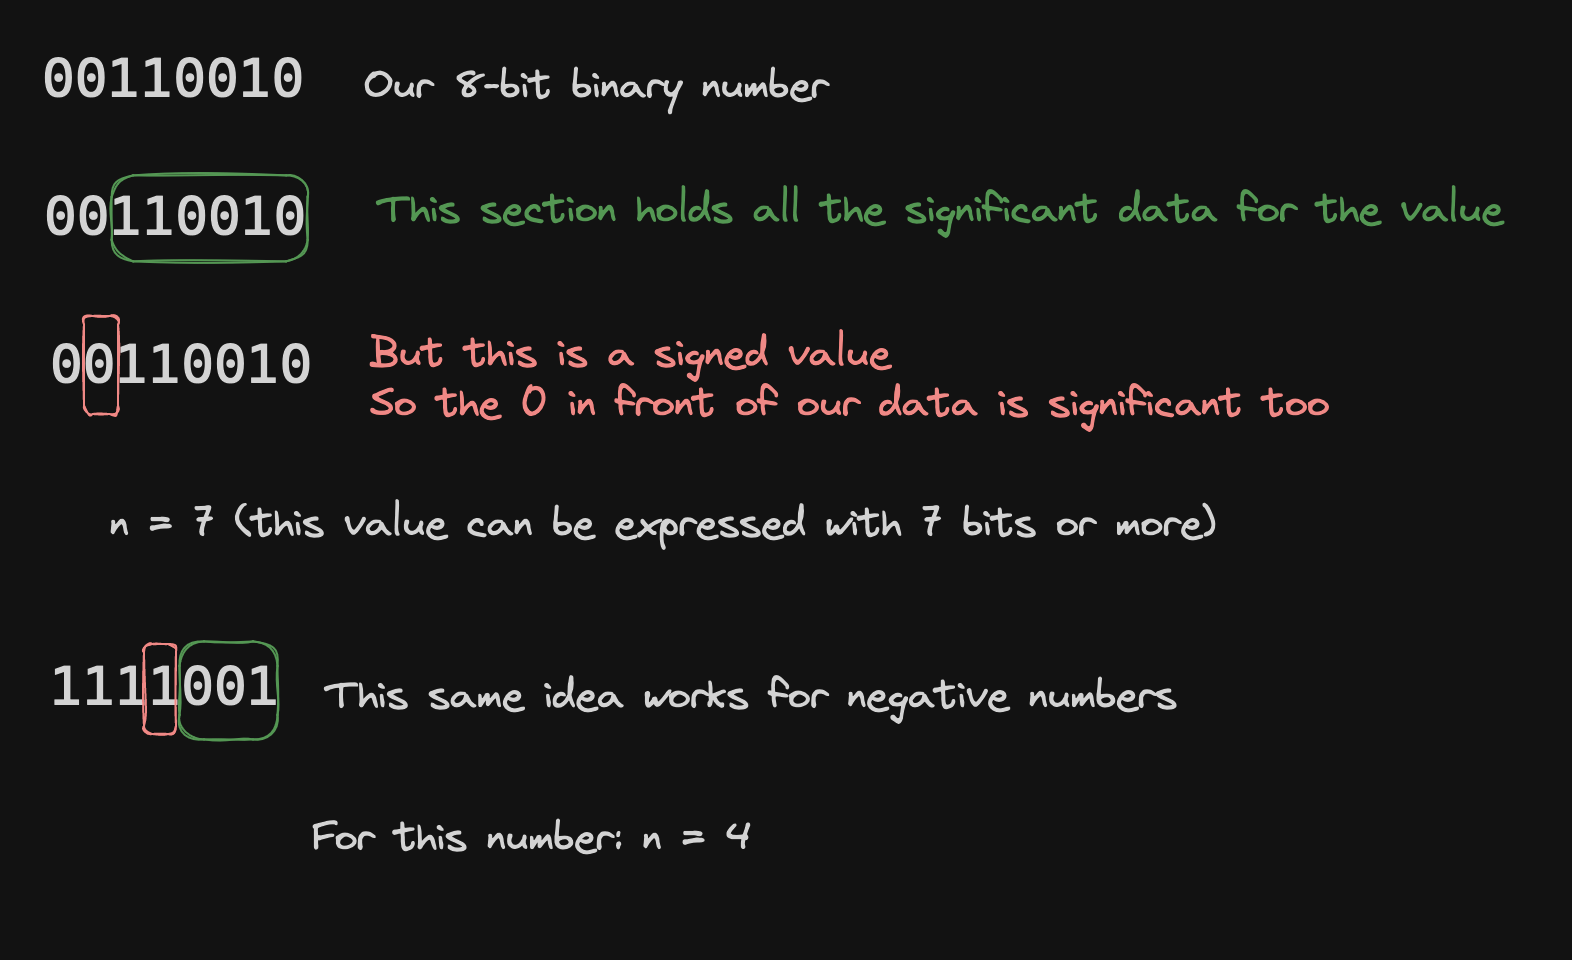 00110010 Our 8-bit binary number
00110010 This section holds all the significant data for the value
00110010 But this is a signed value
So the 0 in front of our data is significant too
n = 7 (this value can be expressed with 7 bits or more)
1111001 This same idea works for negative numbers
For this number: n = 4